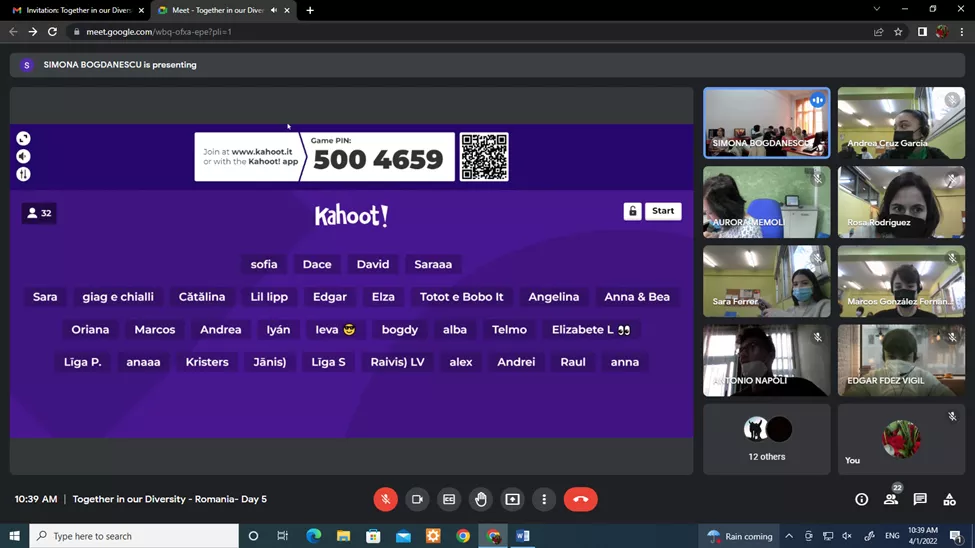 Invitation: Together in our Diver
Meet - Together in our Diversit
meet.google.com/wbq-ofxa-epe?pli=1
S SIMONA BOGDANESCU is presenting
Join at www.kahoot.it
or with the Kahoot! app
Game PIN:
500 4659
32
Kahoot!
Start
sofia Dace David Saraaa
Sara giag e chialli Cătălina Lil lipp Edgar Elza Totot e Bobo It Angelina Anna & Bea
Oriana Marcos Andrea Iyán Ieva 😎 bogdy alba Telmo Elizabete L 👀
Līga P. anaaa Kristers Jānis) Līga S Raivis) LV alex Andrei Raul anna
SIMONA BOGDANESCU
Andrea Cruz Garcia
AURORA MEMOLI
Rosa Rodriguez
Sara Ferrer
Marcos González Fernán...
ANTONIO NAPOLI
EDGAR FDEZ VIGIL
12 others
You
10:39 AM | Together in our Diversity - Romania- Day 5
22
Type here to search
Rain coming
ENG
10:39 AM
4/1/2022